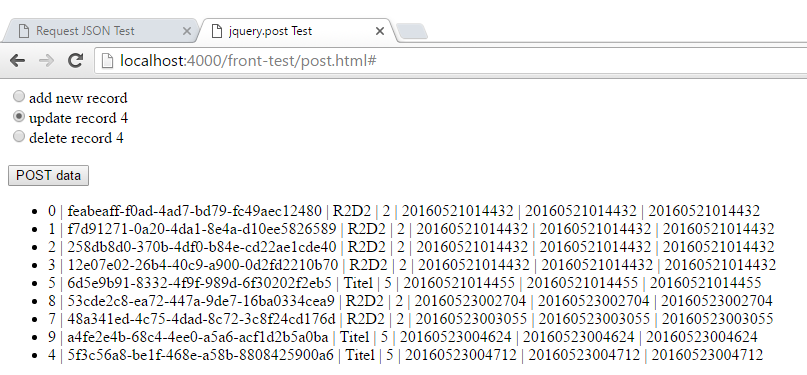 Request JSON Test
jquery.post Test
localhost:4000/front-test/post.html#
add new record
update record 4
delete record 4
POST data
0 | feabeaff-f0ad-4ad7-bd79-fc49aec12480 | R2D2 | 2 | 20160521014432 | 20160521014432 | 20160521014432
1 | f7d91271-0a20-4da1-8e4a-d10ee5826589 | R2D2 | 2 | 20160521014432 | 20160521014432 | 20160521014432
2 | 258db8d0-370b-4df0-b84e-cd22ae1cde40 | R2D2 | 2 | 20160521014432 | 20160521014432 | 20160521014432
3 | 12e07e02-26b4-40c9-a900-0d2fd2210b70 | R2D2 | 2 | 20160521014432 | 20160521014432 | 20160521014432
5 | 6d5e9b91-8332-4f9f-989d-6f30202f2eb5 | Titel | 5 | 20160521014455 | 20160521014455 | 20160521014455
8 | 53cde2c8-ea72-447a-9de7-16ba0334cea9 | R2D2 | 2 | 20160523002704 | 20160523002704 | 20160523002704
7 | 48a341ed-4c75-4dad-8c72-3c8f24cd176d | R2D2 | 2 | 20160523003055 | 20160523003055 | 20160523003055
9 | a4fe2e4b-68c4-4ee0-a5a6-acf1d2b5a0ba | Titel | 5 | 20160523004624 | 20160523004624 | 20160523004624
4 | 5f3c56a8-be1f-468e-a58b-8808425900a6 | Titel | 5 | 20160523004712 | 20160523004712 | 20160523004712